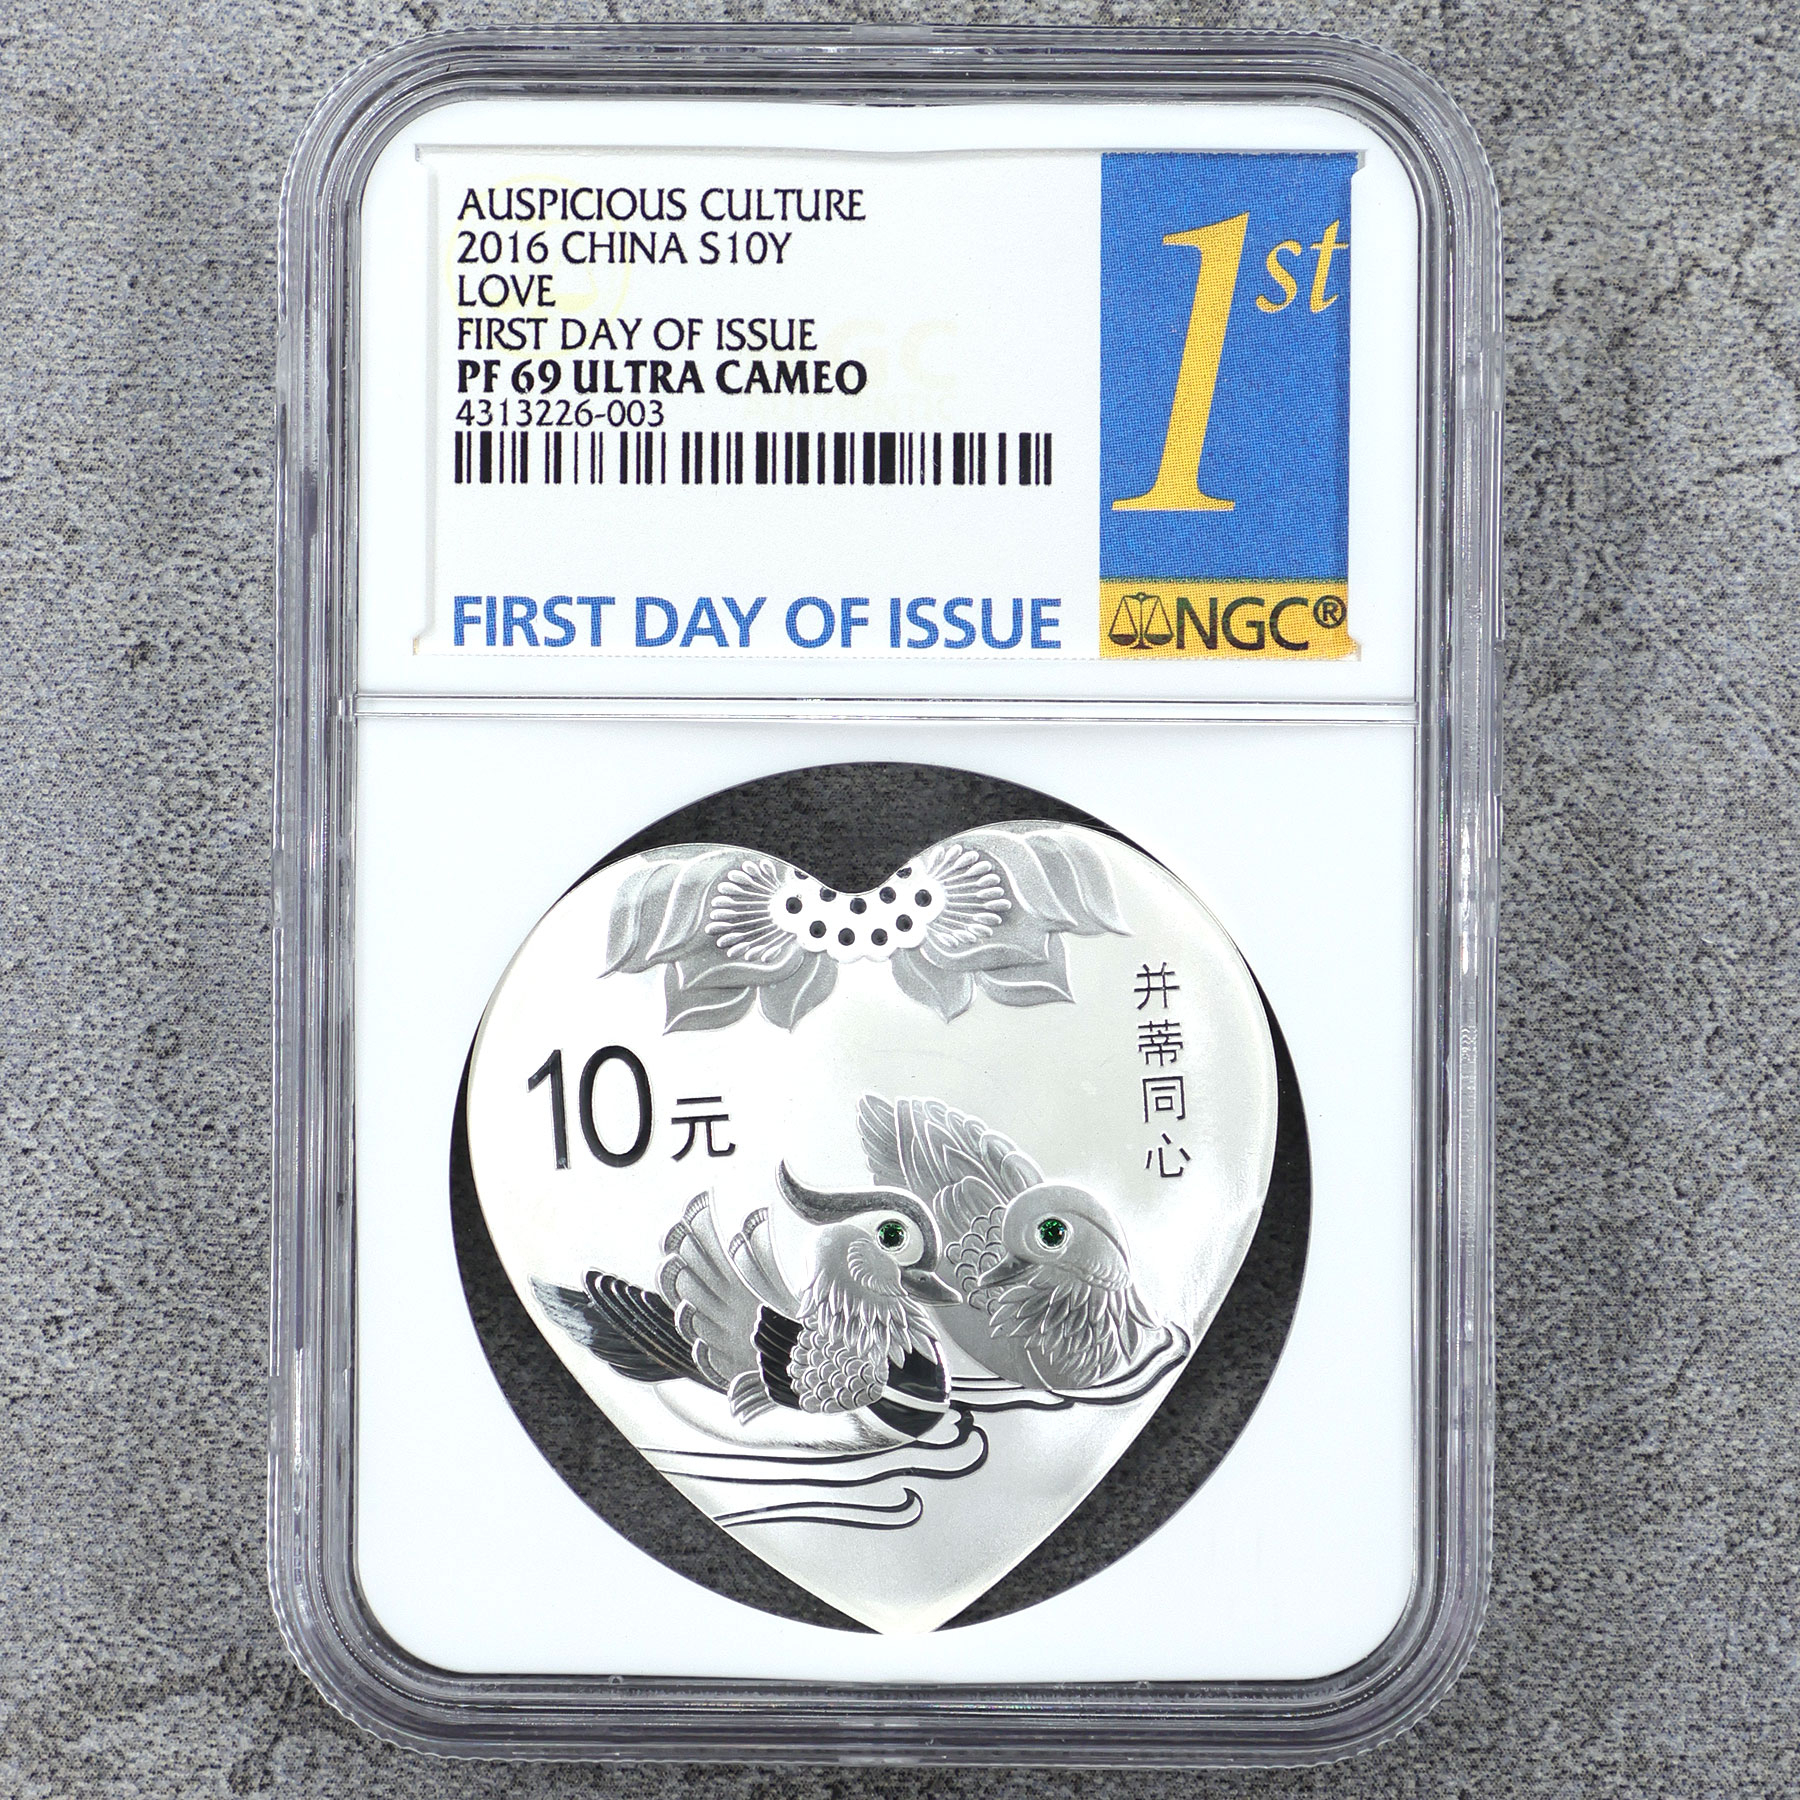 AUSPICIOUS CULTURE
2016 CHINA S10Y
LOVE
FIRST DAY OF ISSUE
PF 69 ULTRA CAMEO
4313226-003
1st
FIRST DAY OF ISSUE
NGC®
并蒂同心
10元